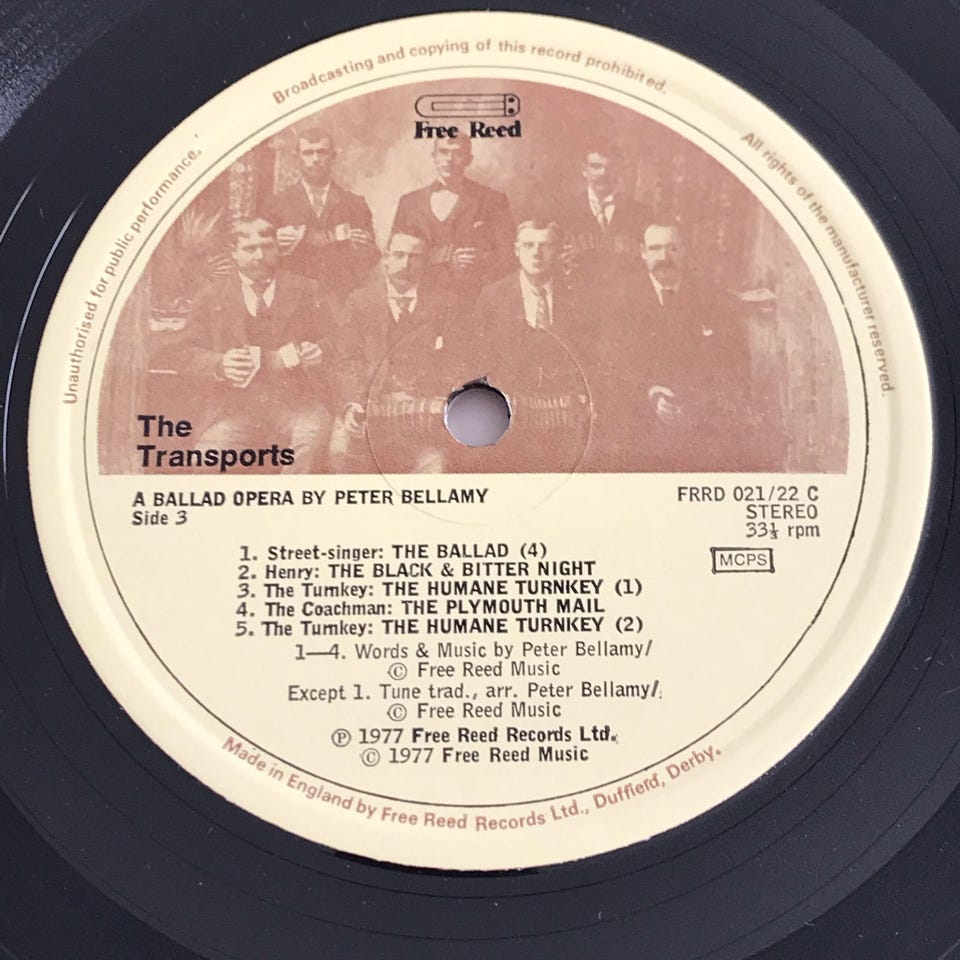 Broadcasting and copying of this record prohibited.
All rights of the manufacturer reserved.
Unauthorised for public performance.
Free Reed
The
Transports
A BALLAD OPERA BY PETER BELLAMY
Side 3
FRRD 021/22 C
STEREO
33⅓ rpm
MCPS
1. Street-singer: THE BALLAD (4)
2. Henry: THE BLACK & BITTER NIGHT
3. The Turnkey: THE HUMANE TURNKEY (1)
4. The Coachman: THE PLYMOUTH MAIL
5. The Turnkey: THE HUMANE TURNKEY (2)
1—4. Words & Music by Peter Bellamy/
© Free Reed Music
Except 1. Tune trad., arr. Peter Bellamy/.
© Free Reed Music
℗ 1977 Free Reed Records Ltd.
© 1977 Free Reed Music
Made in England by Free Reed Records Ltd., Duffield, Derby.